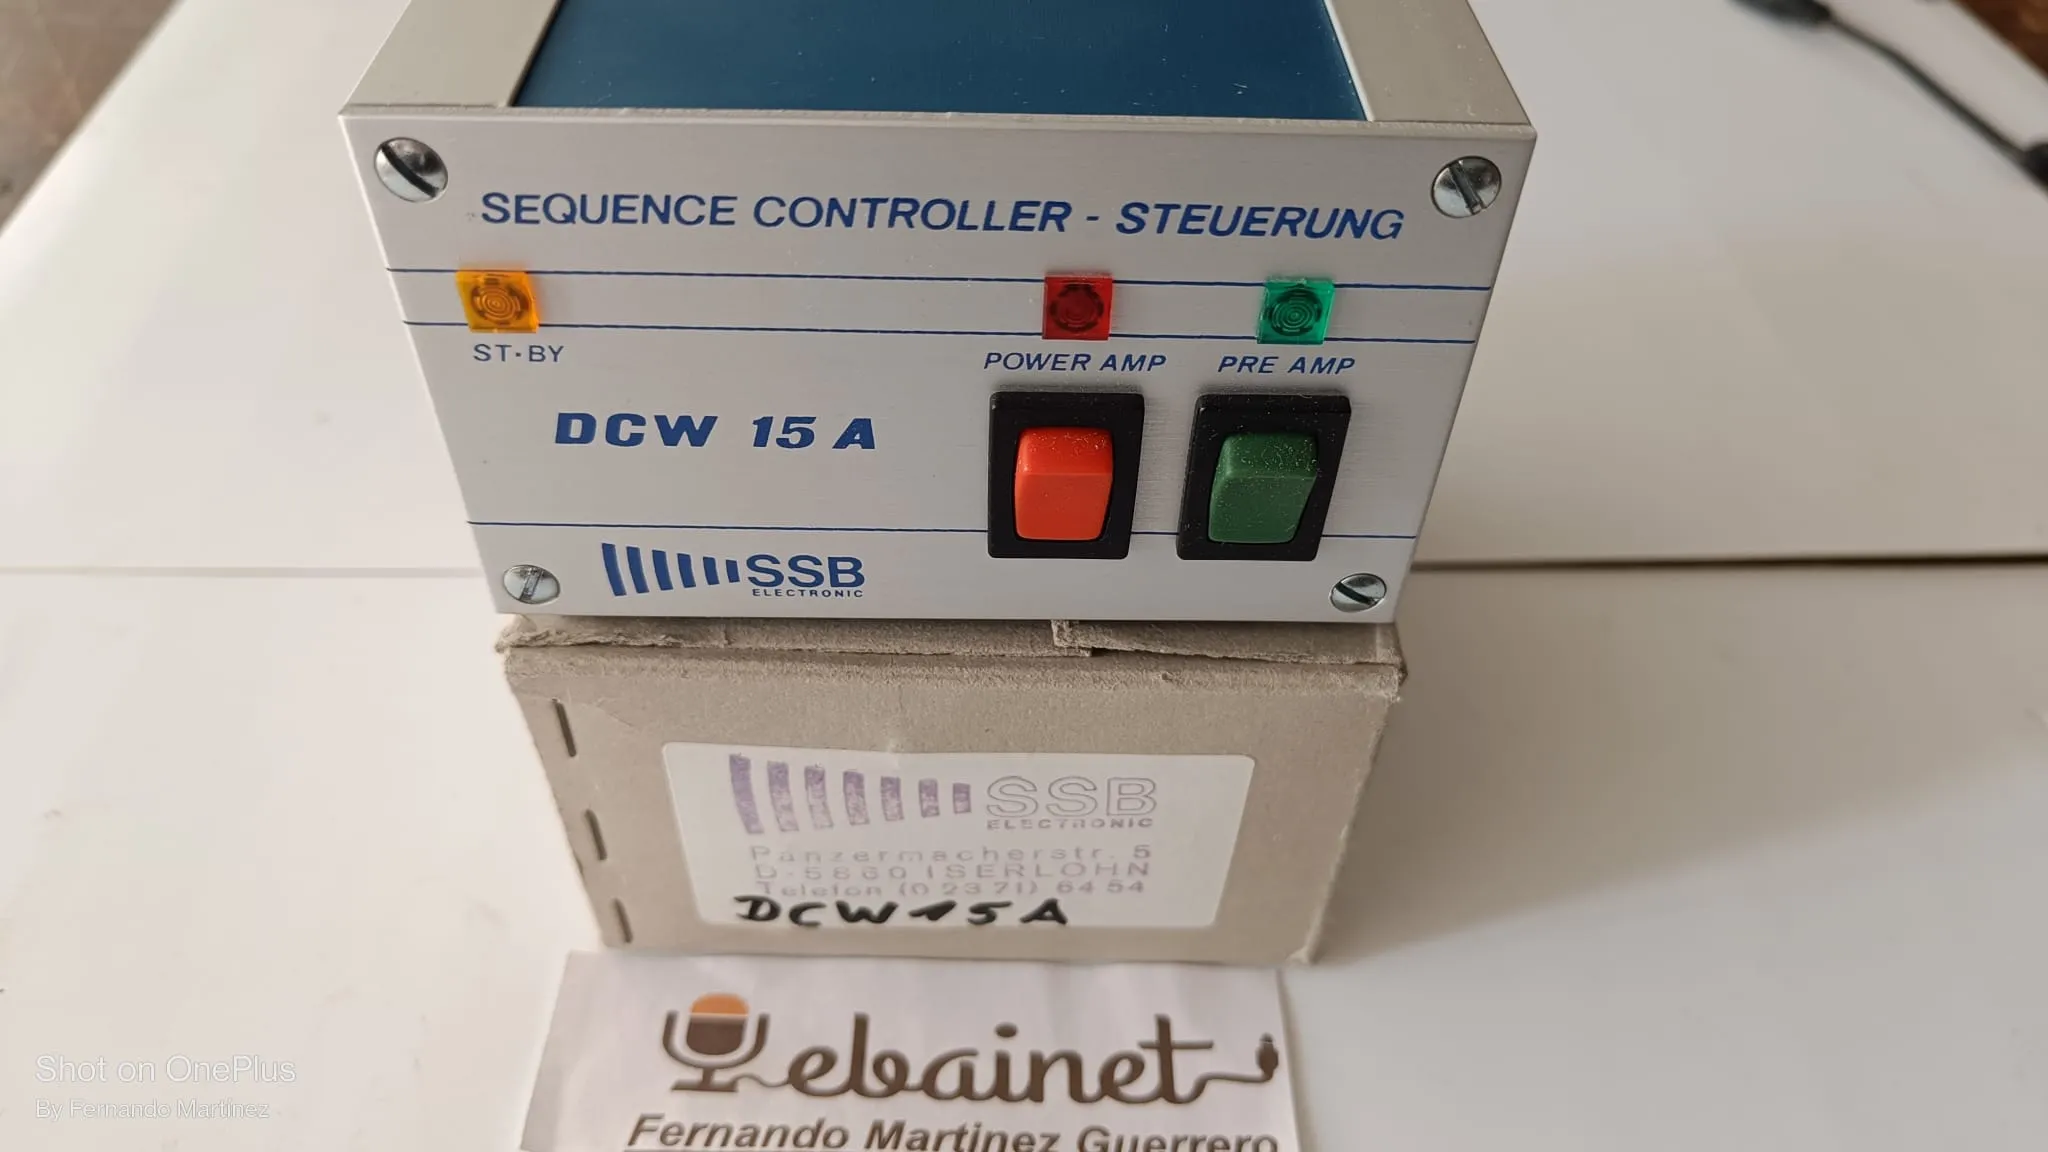 SEQUENCE CONTROLLER - STEUERUNG
ST·BY
POWER AMP
PRE AMP
DCW 15 A
SSB
ELECTRONIC
SSB
ELECTRONIC
Panzermacherstr. 5
D-5860 ISERLOHN
Telefon (0 23 71) 64 54
DCW 15 A
Yebainet
Fernando Martinez Guerrero
Shot on OnePlus
By Fernando Martinez